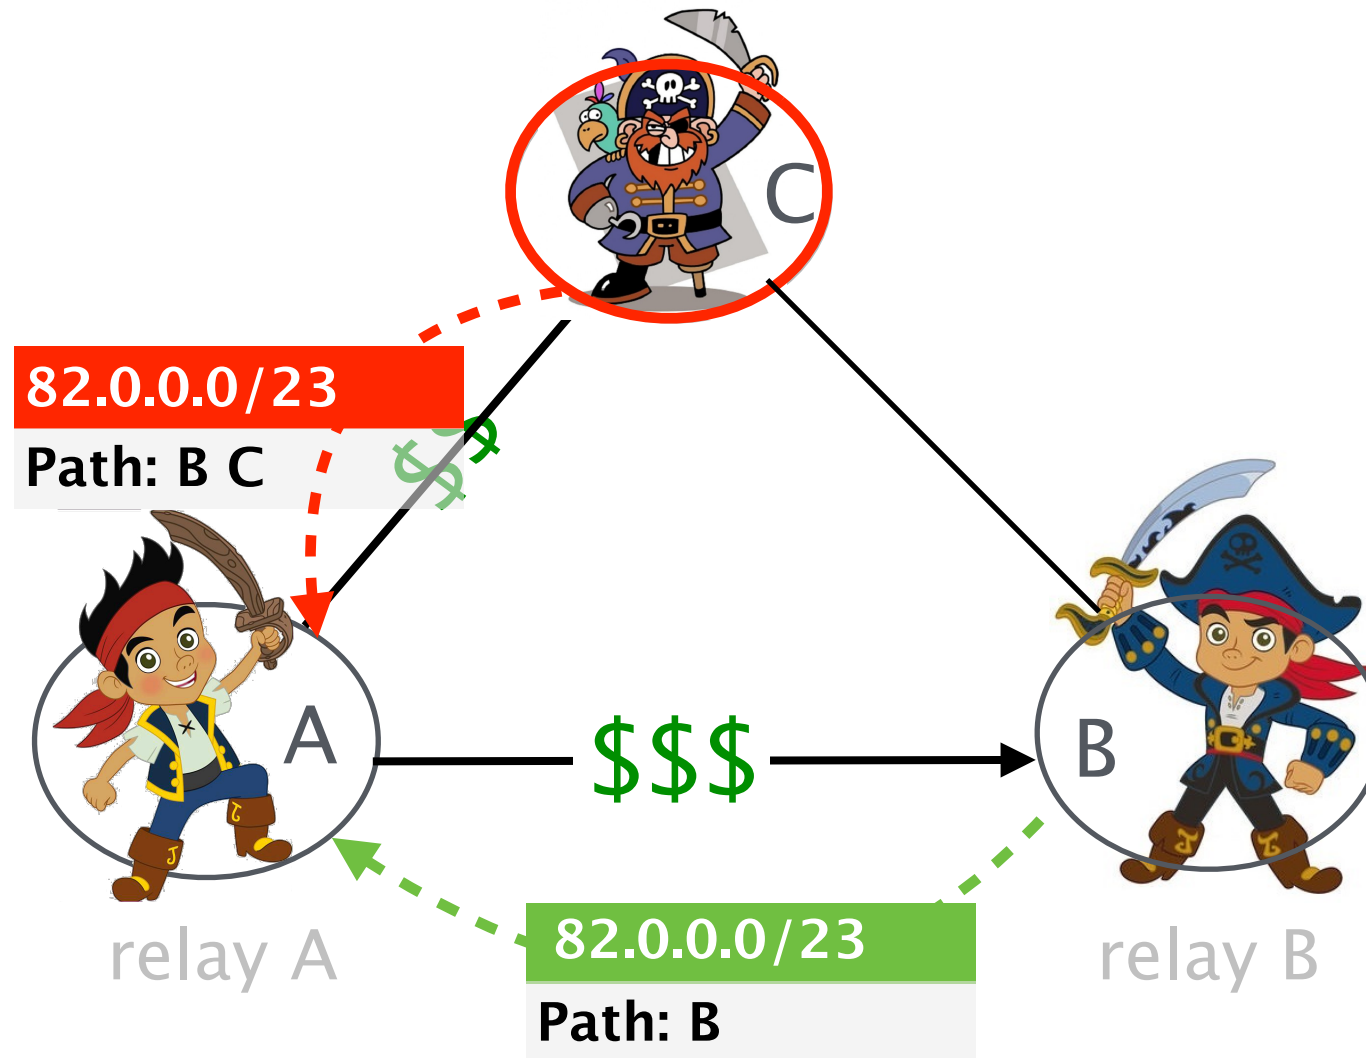 C
82.0.0.0/23
Path: B C
$$
A
$$$
B
relay A
relay B
82.0.0.0/23
Path: B